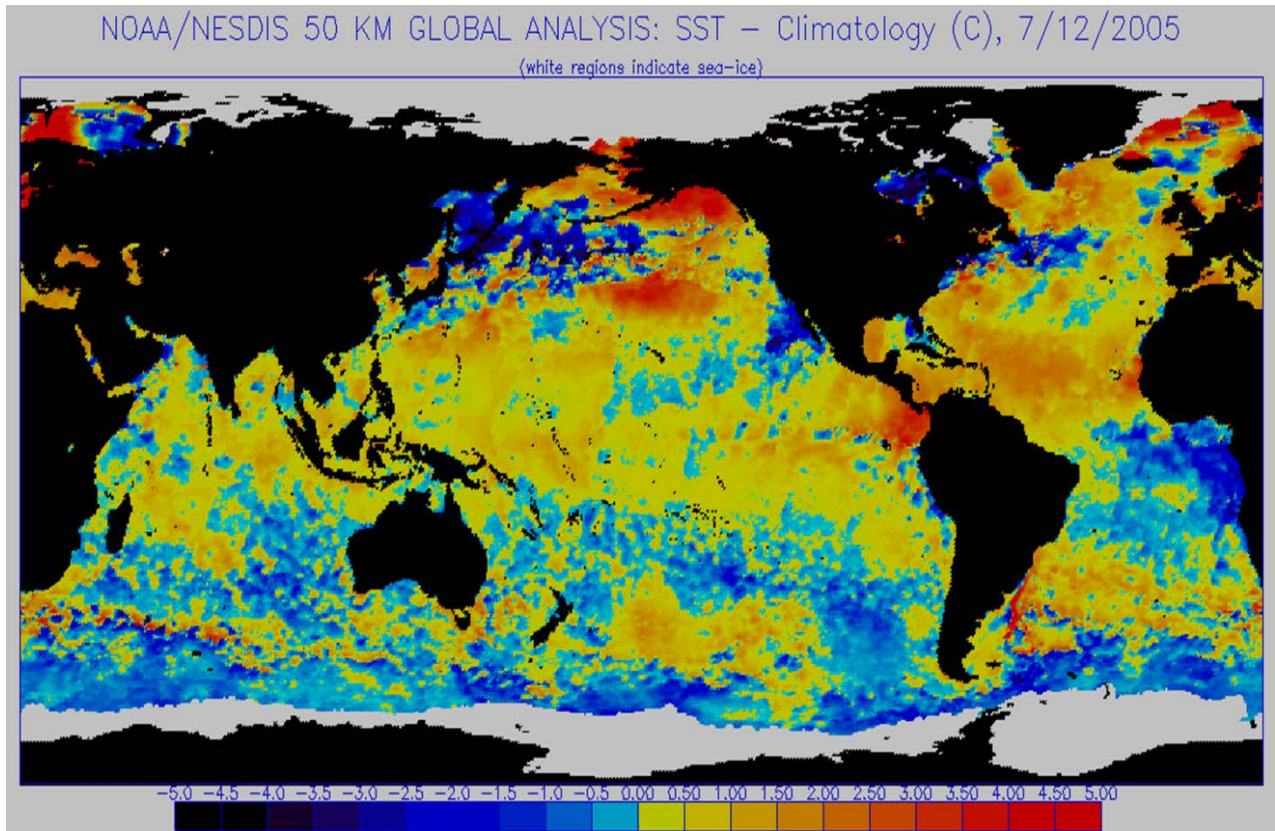 NOAA/NESDIS 50 KM GLOBAL ANALYSIS: SST – Climatology (C), 7/12/2005
(white regions indicate sea-ice)
-5.0 -4.5 -4.0 -3.5 -3.0 -2.5 -2.0 -1.5 -1.0 -0.5 0.00 0.50 1.00 1.50 2.00 2.50 3.00 3.50 4.00 4.50 5.00